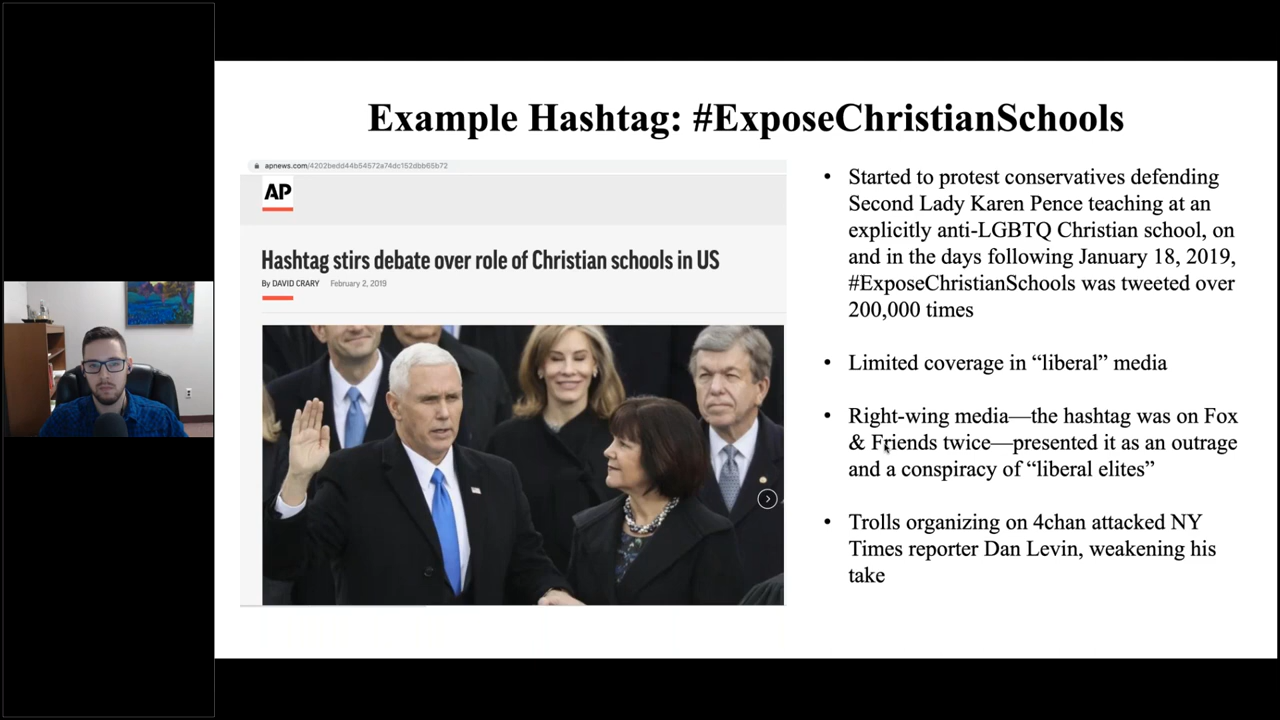 Example Hashtag: #ExposeChristianSchools
apnews.com/4202bedd44b54572a74dc152dbb65b72
AP
Hashtag stirs debate over role of Christian schools in US
By DAVID CRARY February 2, 2019
• Started to protest conservatives defending
Second Lady Karen Pence teaching at an
explicitly anti-LGBTQ Christian school, on
and in the days following January 18, 2019,
#ExposeChristianSchools was tweeted over
200,000 times
• Limited coverage in “liberal” media
• Right-wing media—the hashtag was on Fox
& Friends twice—presented it as an outrage
and a conspiracy of “liberal elites”
• Trolls organizing on 4chan attacked NY
Times reporter Dan Levin, weakening his
take